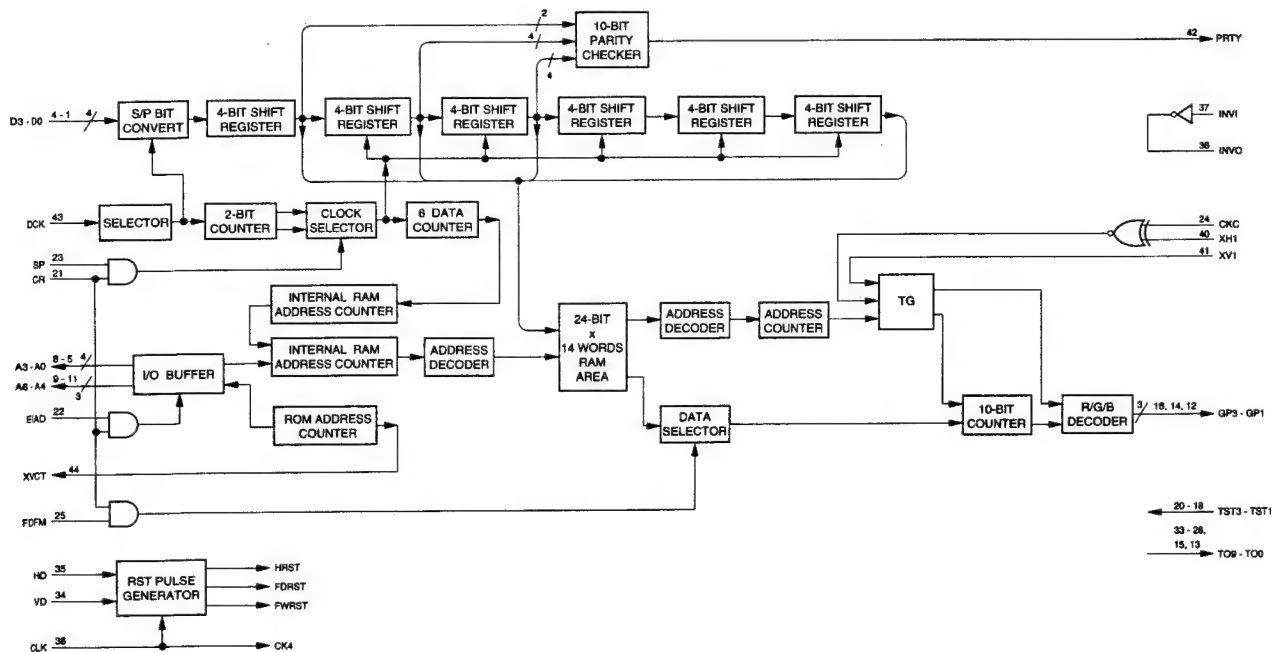 2
10-BIT
PARITY
CHECKER
4
4
42 PRTY
D3 - D0 4 - 1 4
S/P BIT
CONVERT
4-BIT SHIFT
REGISTER
4-BIT SHIFT
REGISTER
4-BIT SHIFT
REGISTER
4-BIT SHIFT
REGISTER
4-BIT SHIFT
REGISTER
4-BIT SHIFT
REGISTER
37 INVI
38 INVO
DCK 43
SELECTOR
2-BIT
COUNTER
CLOCK
SELECTOR
6 DATA
COUNTER
24 CKC
40 XH1
41 XV1
SP 23
CR 21
INTERNAL RAM
ADDRESS COUNTER
INTERNAL RAM
ADDRESS COUNTER
ADDRESS
DECODER
24-BIT
x
14 WORDS
RAM
AREA
ADDRESS
DECODER
ADDRESS
COUNTER
TG
A3 - A0 8 - 5 4
A6 - A4 9 - 11 3
I/O BUFFER
E/AD 22
ROM ADDRESS
COUNTER
DATA
SELECTOR
10-BIT
COUNTER
R/G/B
DECODER
3 16, 14, 12 GP3 - GP1
XVCT 44
FDFM 25
20 - 18 TST3 - TST1
33 - 26,
15, 13 TO9 - TO0
HD 35
VD 34
RST PULSE
GENERATOR
HRST
FDRST
FWRST
CLK 36
CK4